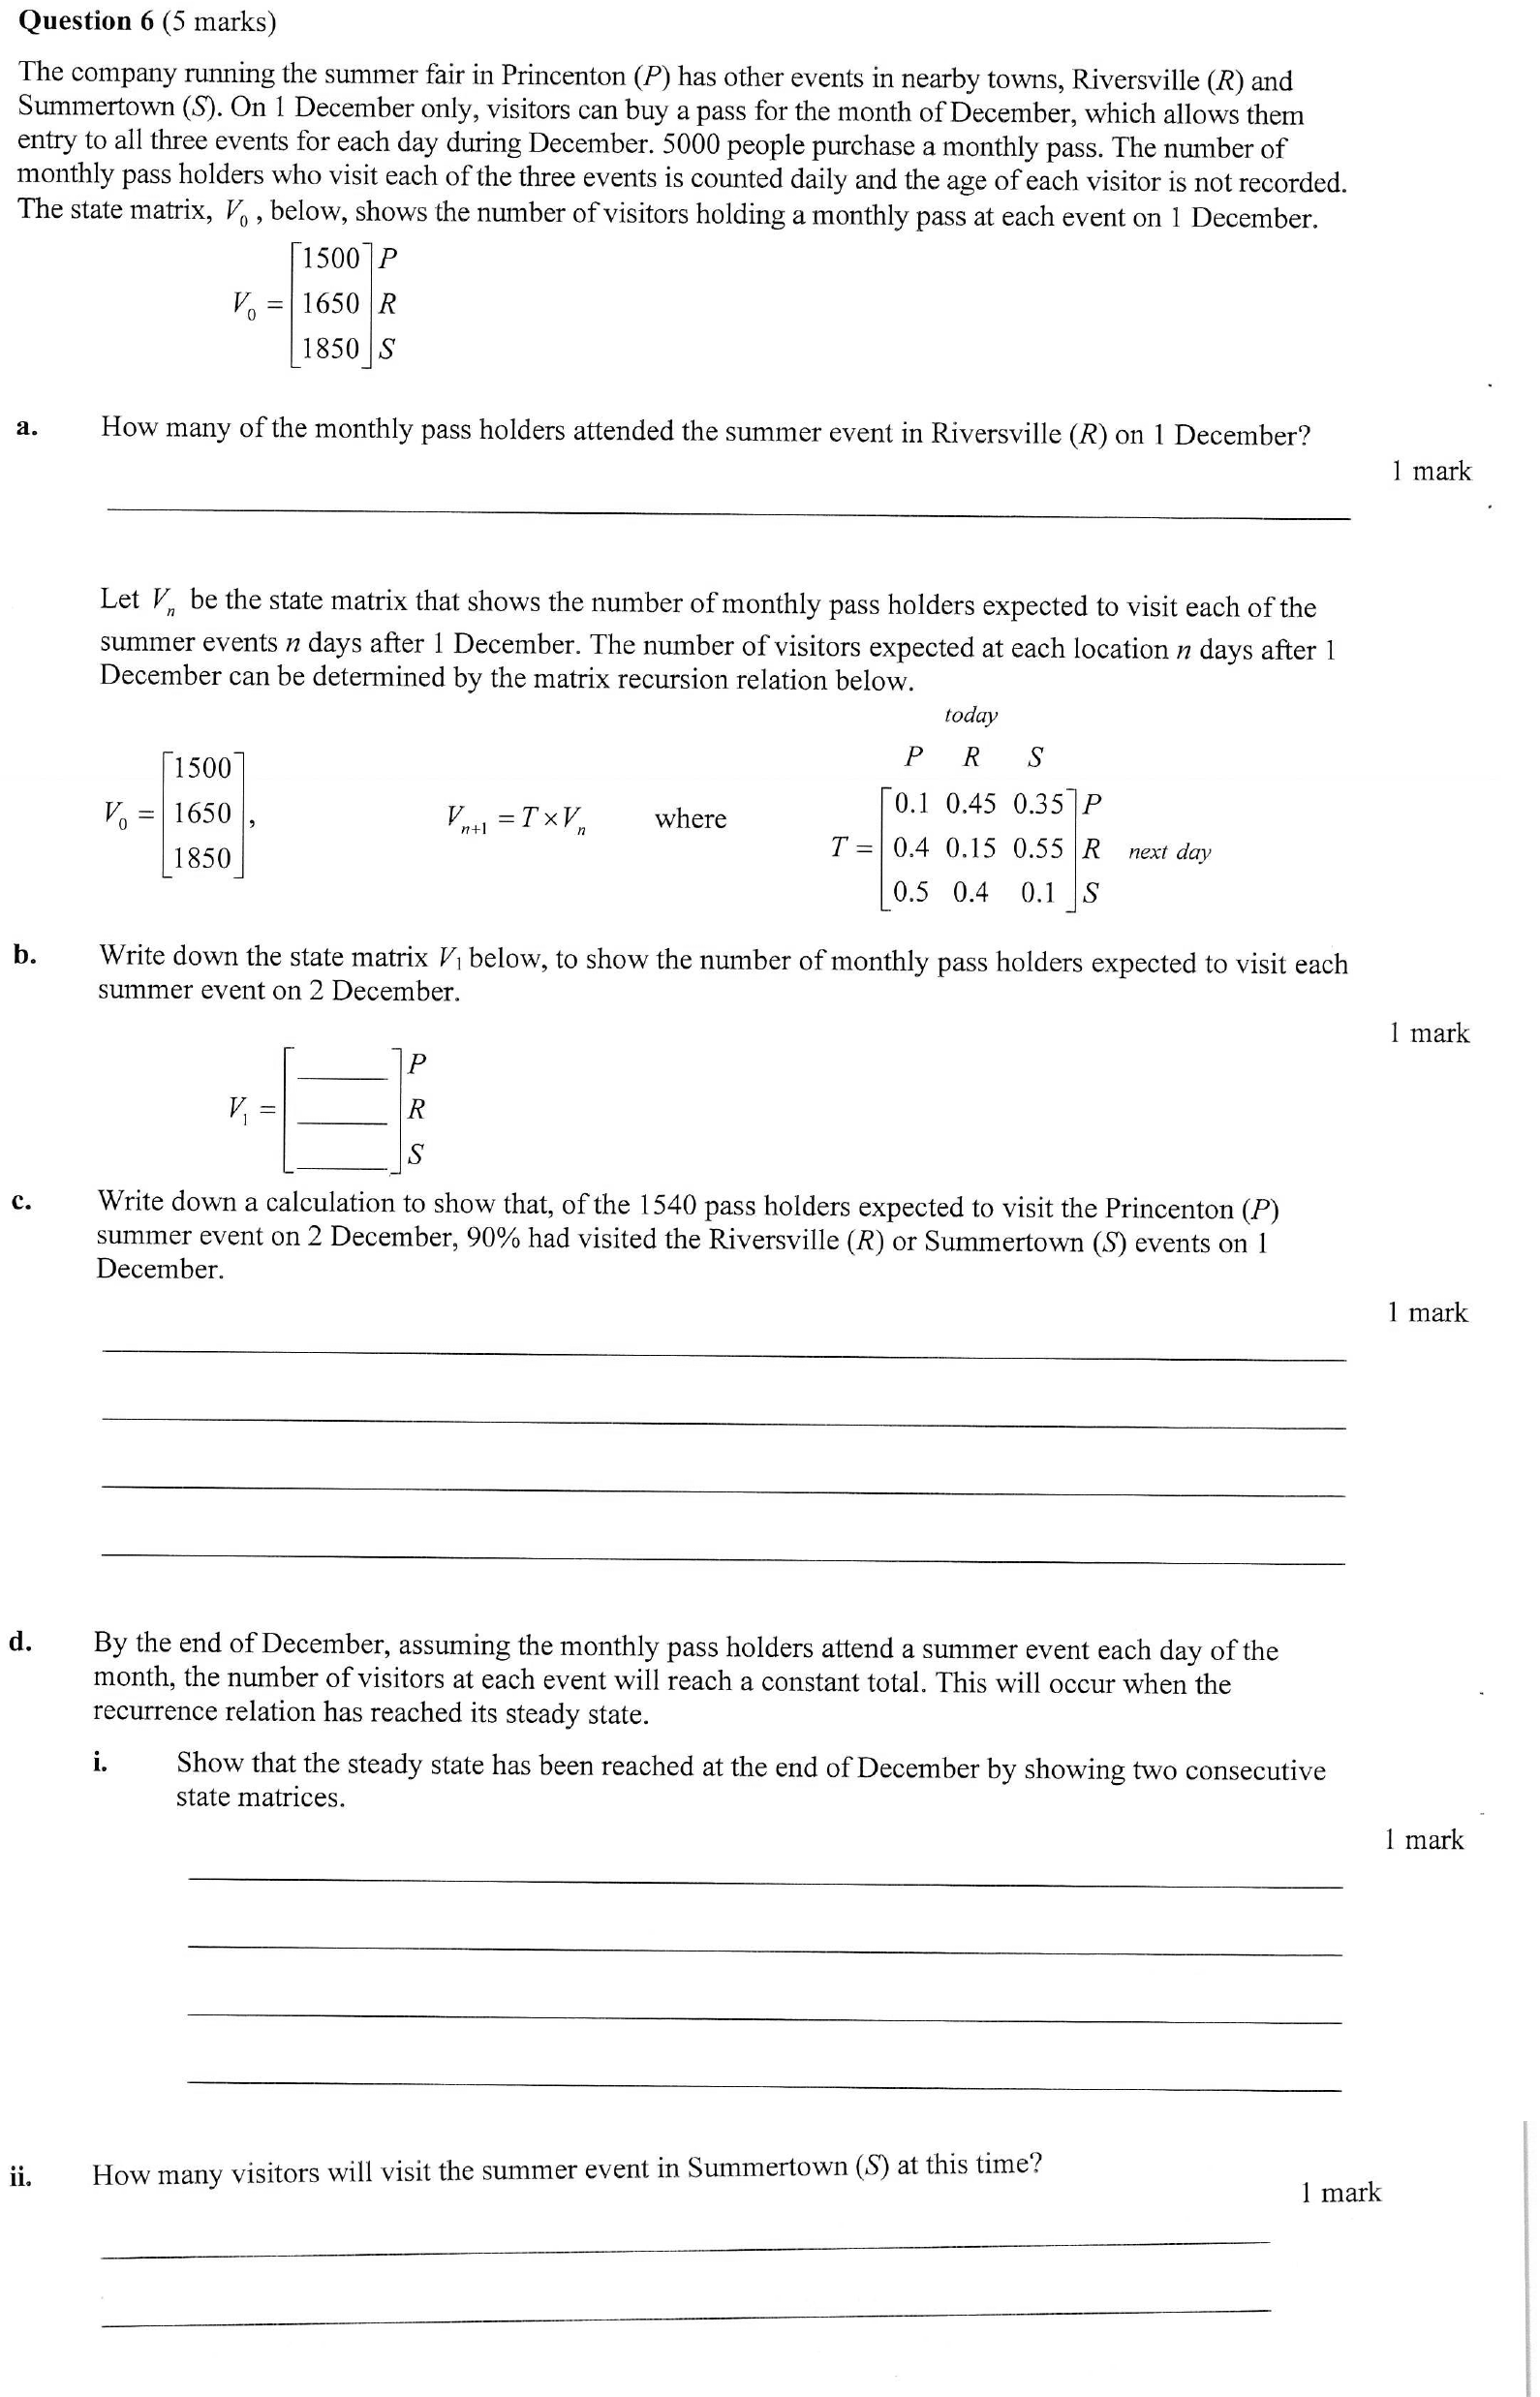 Question 6 (5 marks)
The company running the summer fair in Princenton (P) has other events in nearby towns, Riversville (R) and
Summertown (S). On 1 December only, visitors can buy a pass for the month of December, which allows them
entry to all three events for each day during December. 5000 people purchase a monthly pass. The number of
monthly pass holders who visit each of the three events is counted daily and the age of each visitor is not recorded.
The state matrix, V₀ , below, shows the number of visitors holding a monthly pass at each event on 1 December.
1500 P
V₀ = 1650 R
1850 S
a. How many of the monthly pass holders attended the summer event in Riversville (R) on 1 December?
1 mark
Let Vₙ be the state matrix that shows the number of monthly pass holders expected to visit each of the
summer events n days after 1 December. The number of visitors expected at each location n days after 1
December can be determined by the matrix recursion relation below.
today
P R S
1500 0.1 0.45 0.35 P
V₀ = 1650 , Vₙ₊₁ = T × Vₙ where T = 0.4 0.15 0.55 R next day
1850 0.5 0.4 0.1 S
b. Write down the state matrix V₁ below, to show the number of monthly pass holders expected to visit each
summer event on 2 December.
1 mark
P
V₁ = R
S
c. Write down a calculation to show that, of the 1540 pass holders expected to visit the Princenton (P)
summer event on 2 December, 90% had visited the Riversville (R) or Summertown (S) events on 1
December.
1 mark
d. By the end of December, assuming the monthly pass holders attend a summer event each day of the
month, the number of visitors at each event will reach a constant total. This will occur when the
recurrence relation has reached its steady state.
i. Show that the steady state has been reached at the end of December by showing two consecutive
state matrices.
1 mark
ii. How many visitors will visit the summer event in Summertown (S) at this time?
1 mark